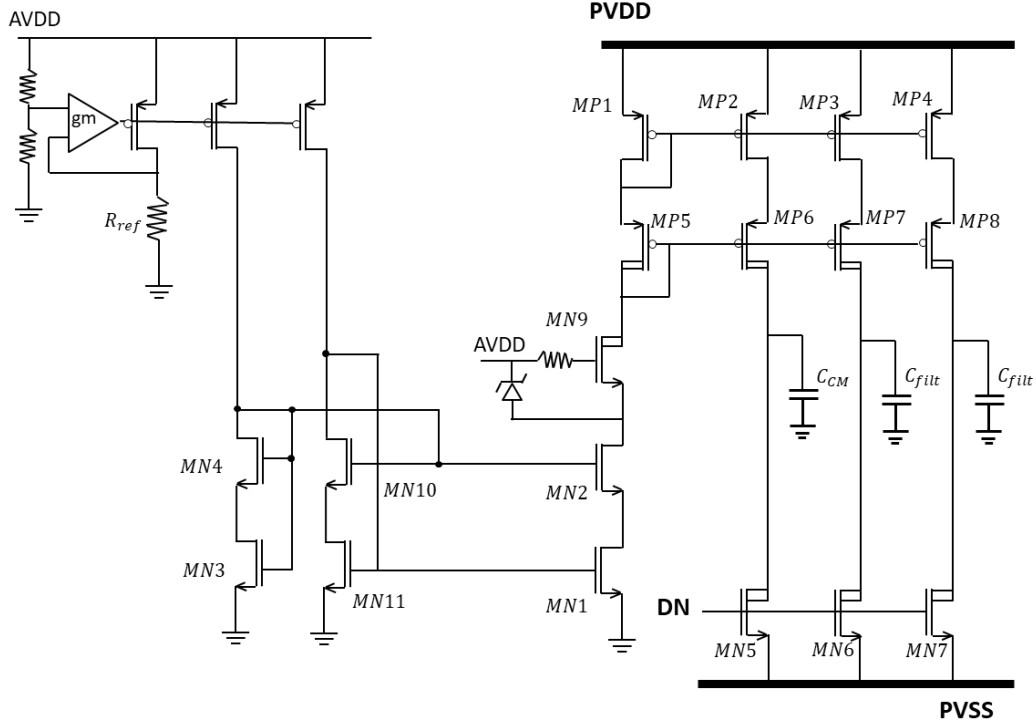 AVDD
PVDD
MP1
MP2
MP3
MP4
gm
R_ref
MP5
MP6
MP7
MP8
MN9
AVDD
C_CM
C_filt
C_filt
MN4
MN10
MN2
MN3
MN11
MN1
DN
MN5
MN6
MN7
PVSS